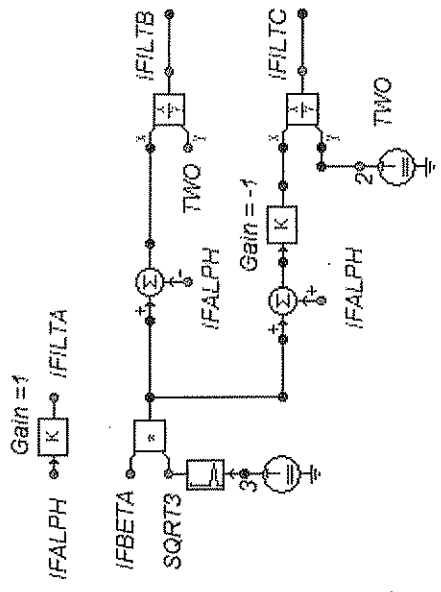 Gain =1
IFALPH
K
IFILTA
IFBETA
*
SQRT3
3
+
Σ
-
IFALPH
X
Y
X
Y
TWO
IFILTB
+
Σ
+
IFALPH
Gain = -1
K
X
Y
X
Y
IFILTC
2
TWO